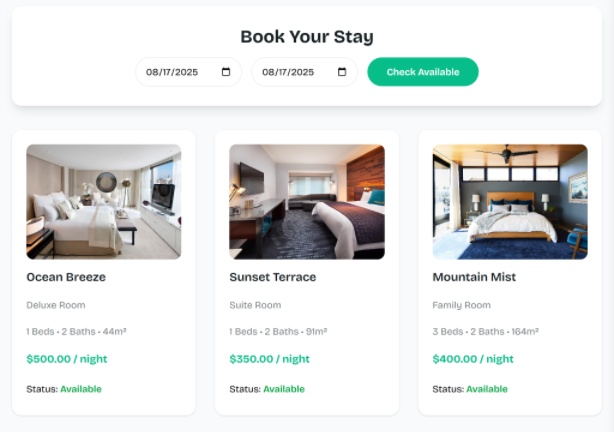 Book Your Stay
08/17/2025
08/17/2025
Check Available
Ocean Breeze
Deluxe Room
1 Beds • 2 Baths • 44m²
$500.00 / night
Status: Available
Sunset Terrace
Suite Room
1 Beds • 2 Baths • 91m²
$350.00 / night
Status: Available
Mountain Mist
Family Room
3 Beds • 2 Baths • 164m²
$400.00 / night
Status: Available